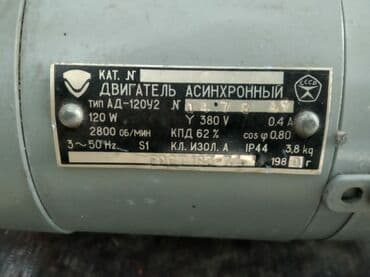 КАТ. №
ДВИГАТЕЛЬ АСИНХРОННЫЙ
СССР
ТИП АД-120У2 №
120 W Y 380 V 0.4 А
2800 ОБ/МИН КПД 62% cos φ 0,80
3~50 Hz S1 КЛ. ИЗОЛ. А IP44 3,8 kg
198 г